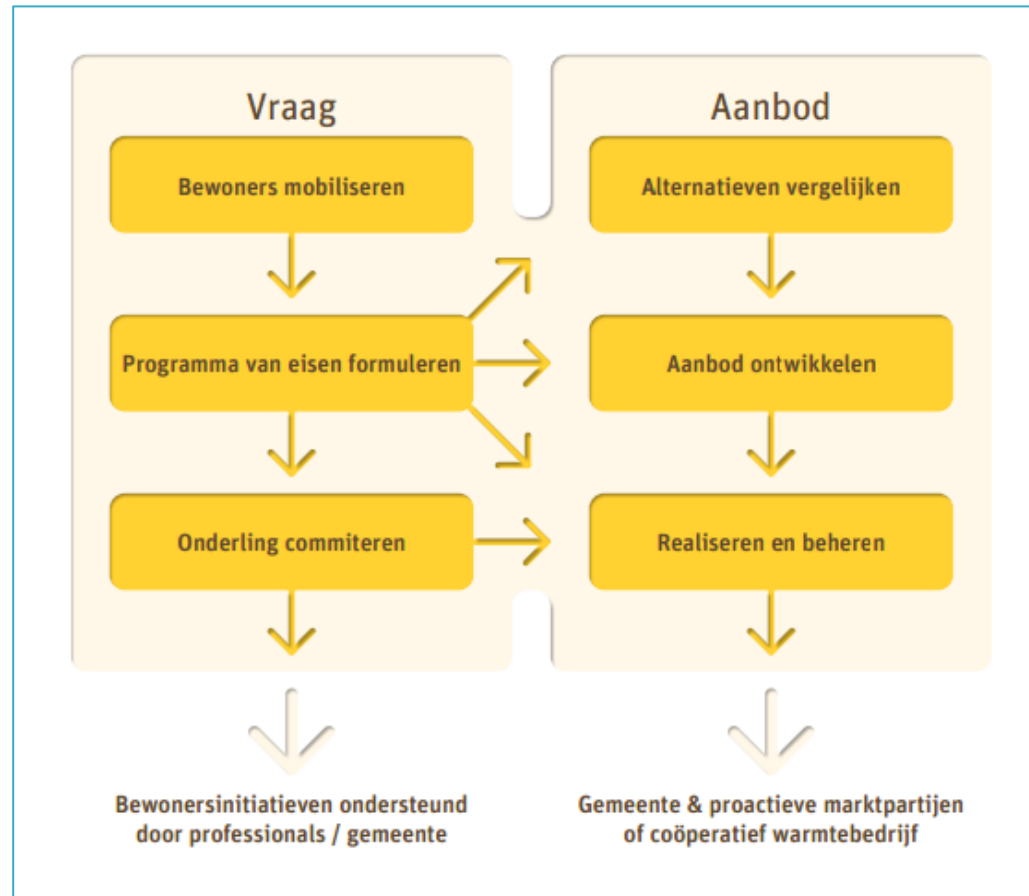 Vraag
Bewoners mobiliseren
Programma van eisen formuleren
Onderling commiteren
Bewonersinitiatieven ondersteund
door professionals / gemeente
Aanbod
Alternatieven vergelijken
Aanbod ontwikkelen
Realiseren en beheren
Gemeente & proactieve marktpartijen
of coöperatief warmtebedrijf